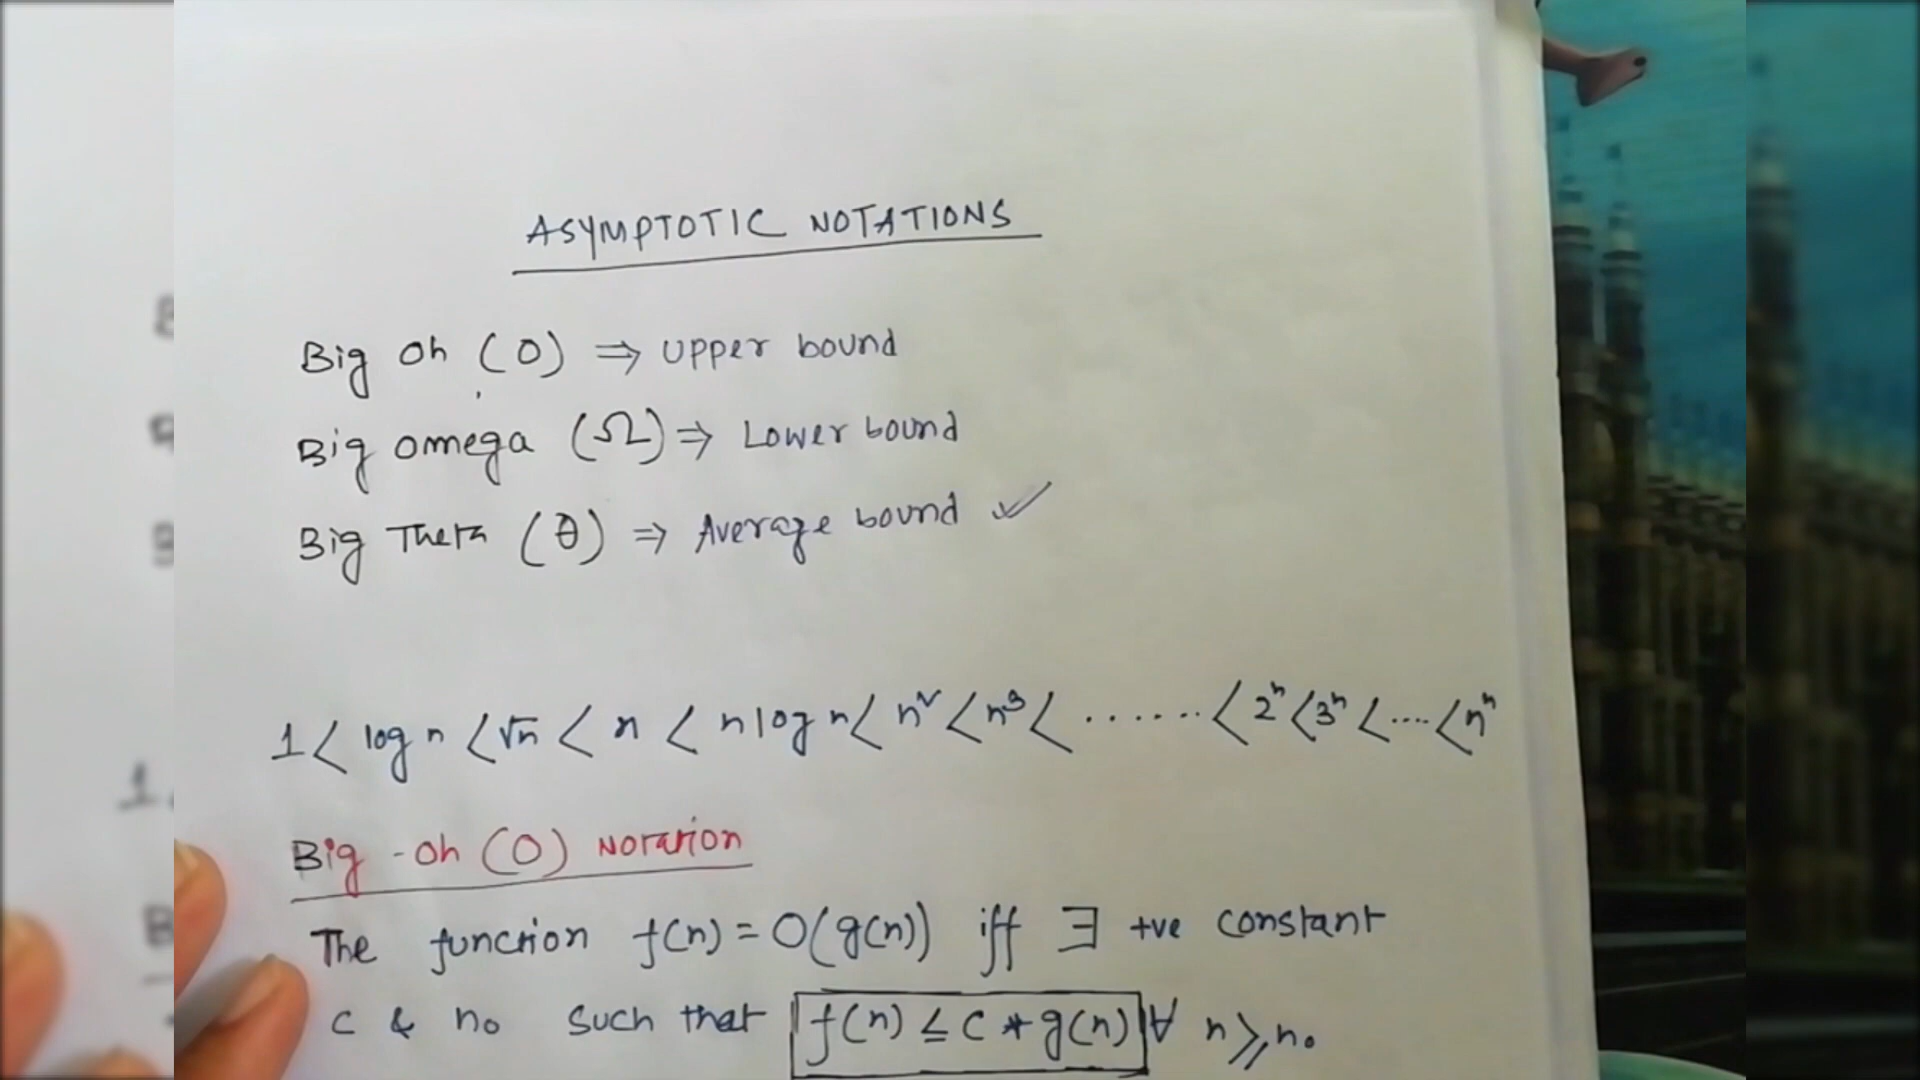 ASYMPTOTIC NOTATIONS
Big Oh (O) ⇒ Upper bound
Big omega (Ω) ⇒ Lower bound
Big Theta (θ) ⇒ Average bound ✓
1 < log n < √n < n < n log n < n² < n³ < ...... < 2ⁿ < 3ⁿ < .... < nⁿ
Big-Oh (O) Notation
The function f(n) = O(g(n)) iff ∃ +ve constant
c & n₀ such that f(n) ≤ c * g(n) ∀ n ≥ n₀